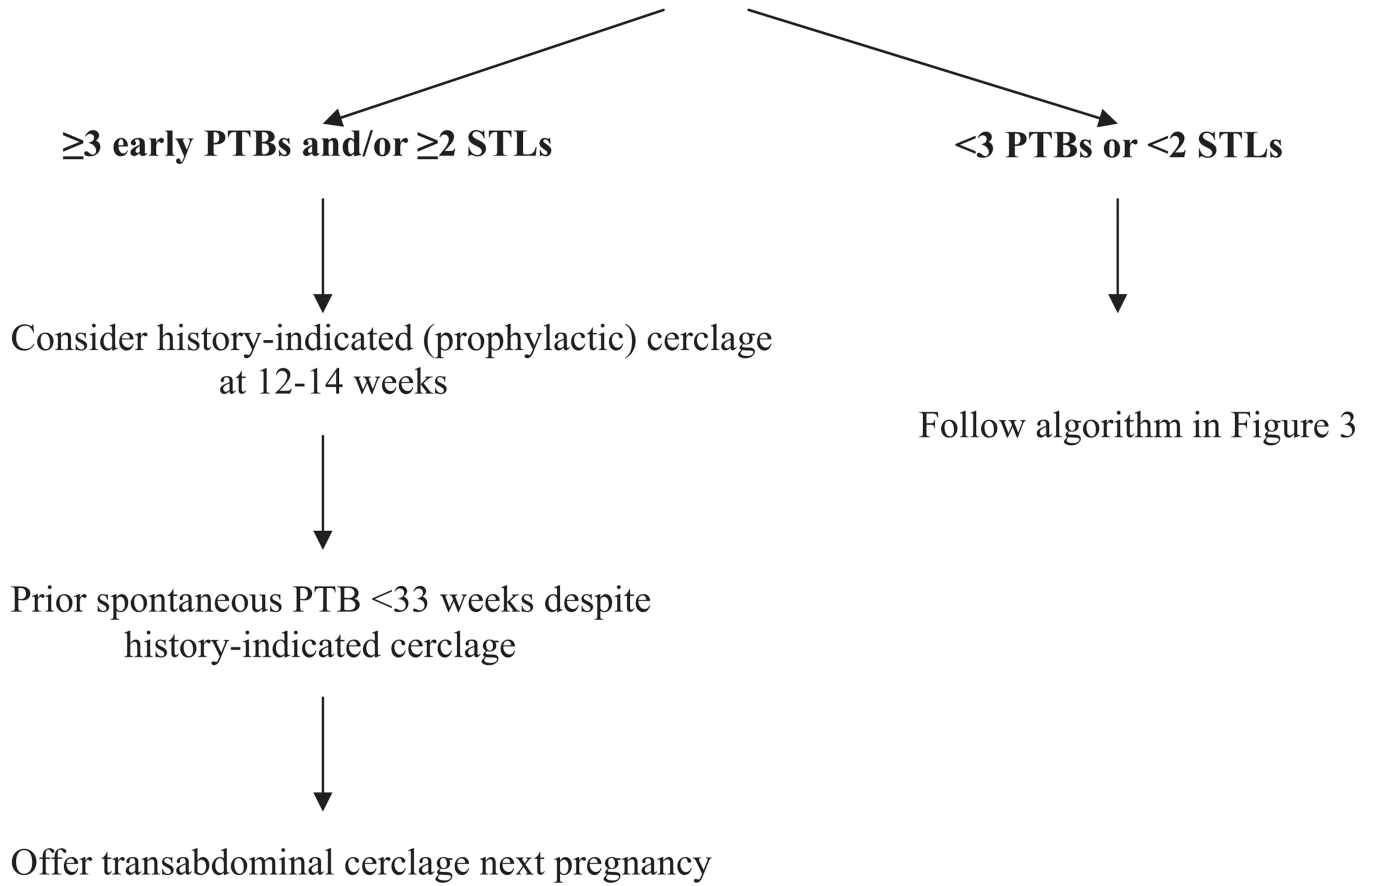 ≥3 early PTBs and/or ≥2 STLs
<3 PTBs or <2 STLs
Consider history-indicated (prophylactic) cerclage
at 12-14 weeks
Follow algorithm in Figure 3
Prior spontaneous PTB <33 weeks despite
history-indicated cerclage
Offer transabdominal cerclage next pregnancy